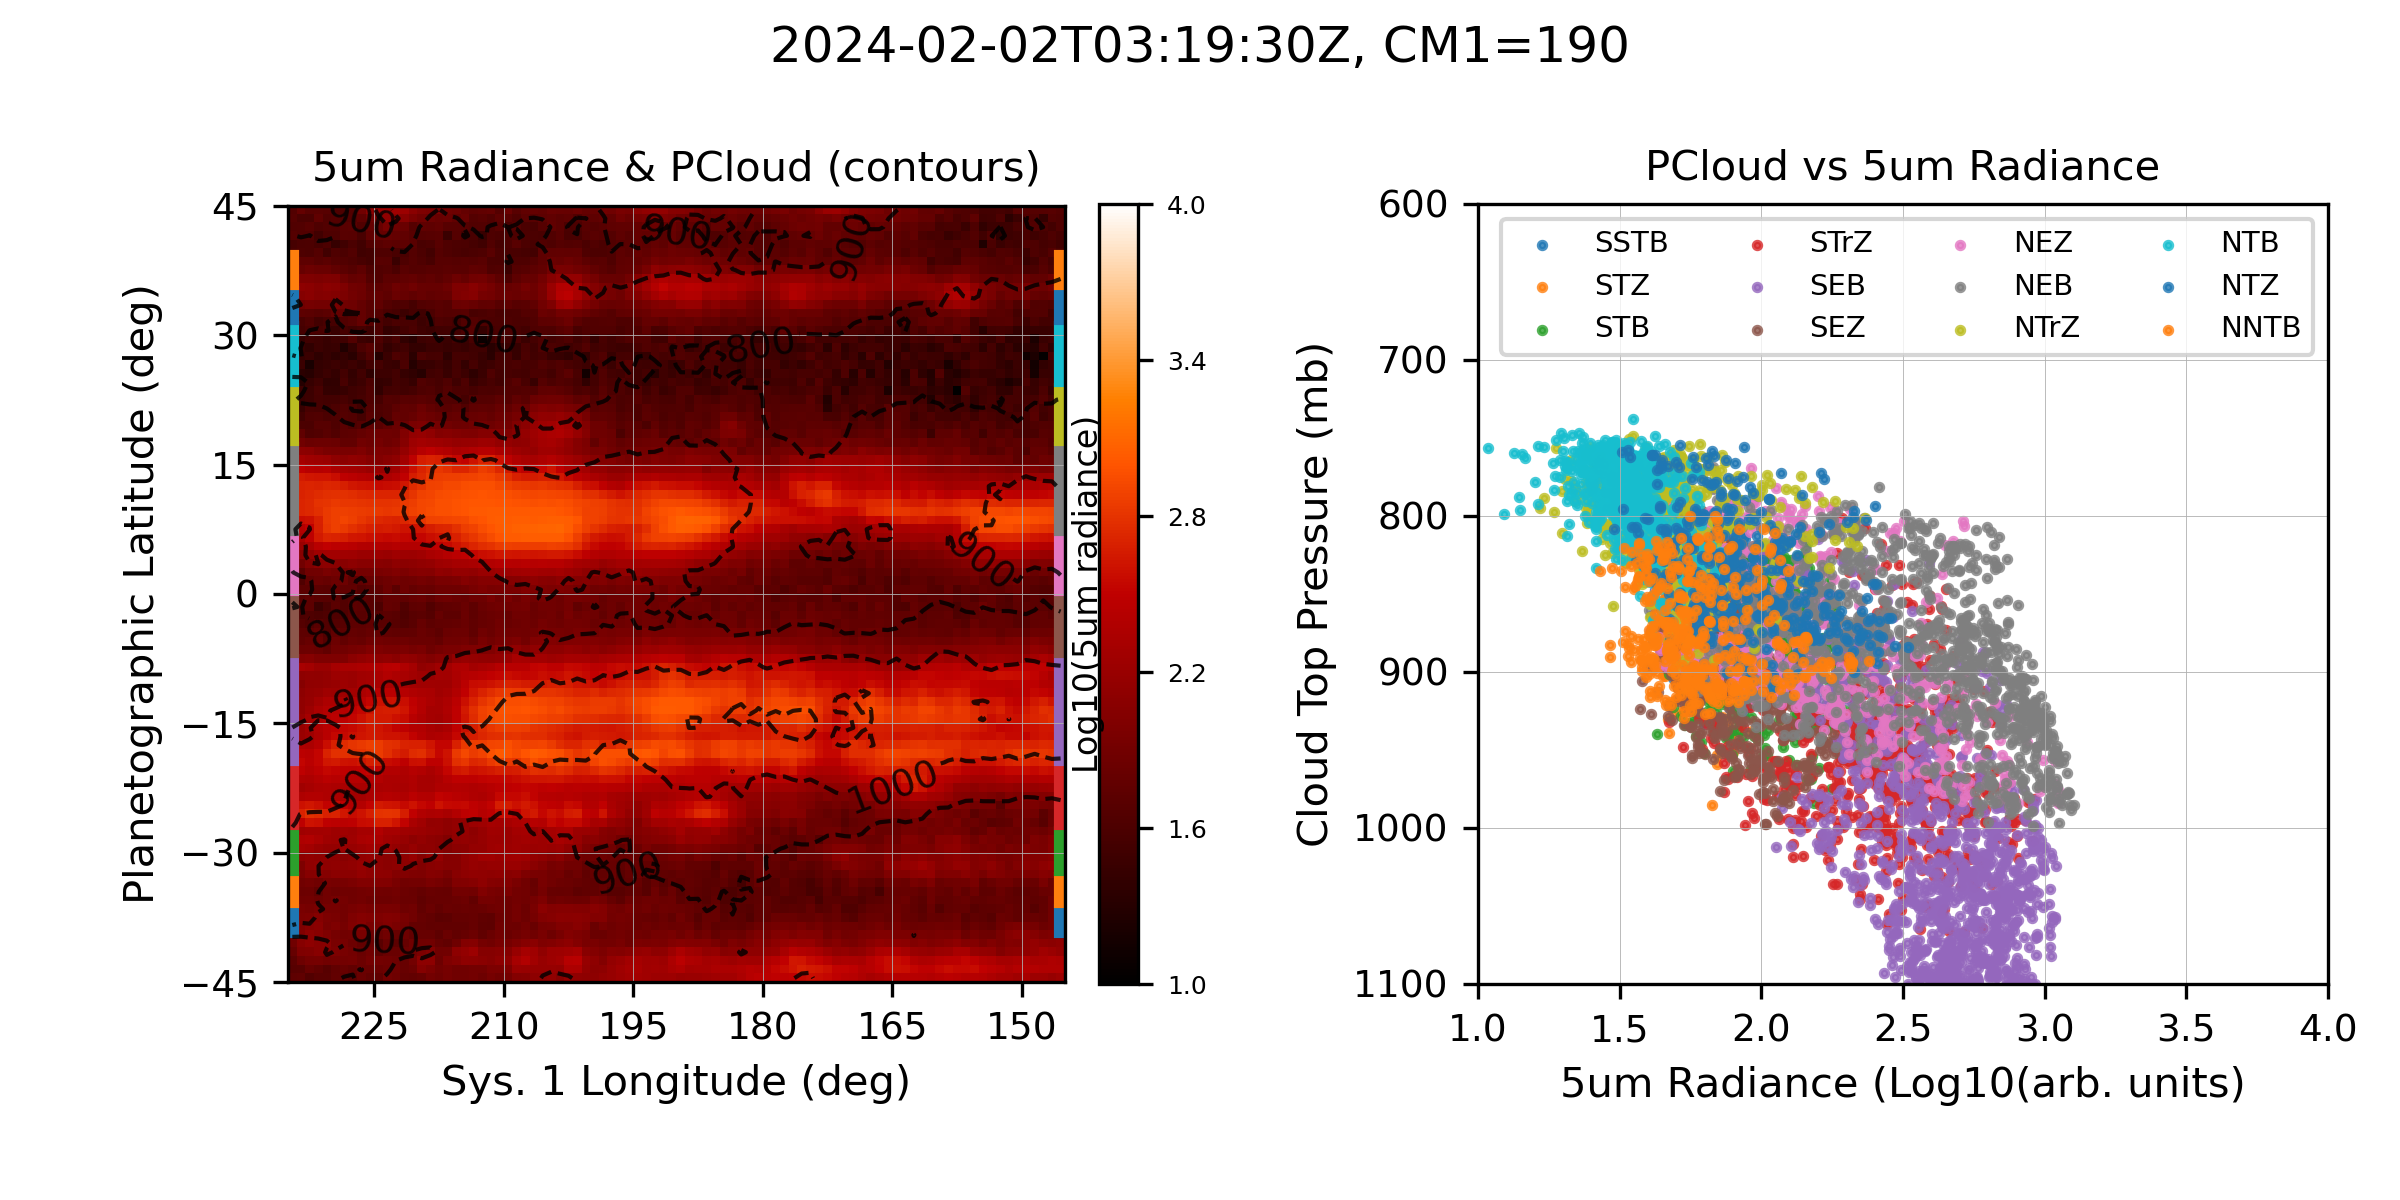 2024-02-02T03:19:30Z, CM1=190
5um Radiance & PCloud (contours)
Planetographic Latitude (deg)
45
30
15
0
−15
−30
−45
900
900
900
800
800
900
800
900
900
1000
900
900
225
210
195
180
165
150
Sys. 1 Longitude (deg)
Log10(5um radiance)
4.0
3.4
2.8
2.2
1.6
1.0
PCloud vs 5um Radiance
Cloud Top Pressure (mb)
600
700
800
900
1000
1100
SSTB
STZ
STB
STrZ
SEB
SEZ
NEZ
NEB
NTrZ
NTB
NTZ
NNTB
1.0
1.5
2.0
2.5
3.0
3.5
4.0
5um Radiance (Log10(arb. units)